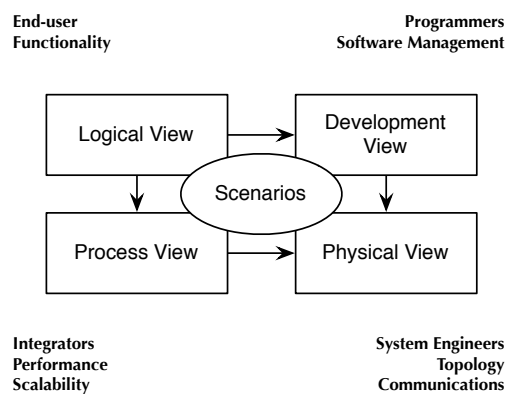 End-user
Functionality
Programmers
Software Management
Logical View
Development
View
Scenarios
Process View
Physical View
Integrators
Performance
Scalability
System Engineers
Topology
Communications